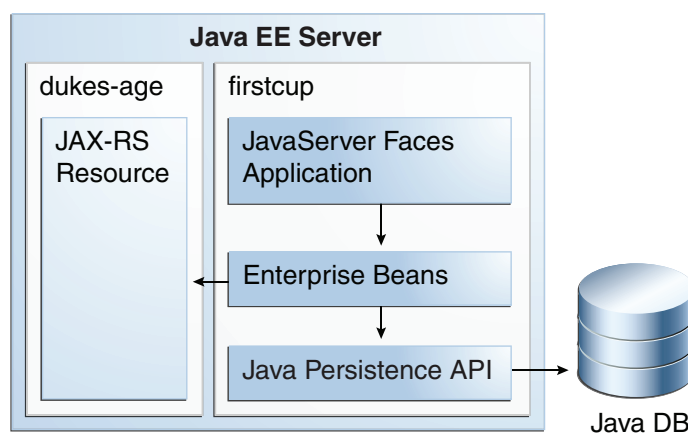 Java EE Server
dukes-age
JAX-RS
Resource
firstcup
JavaServer Faces
Application
Enterprise Beans
Java Persistence API
Java DB